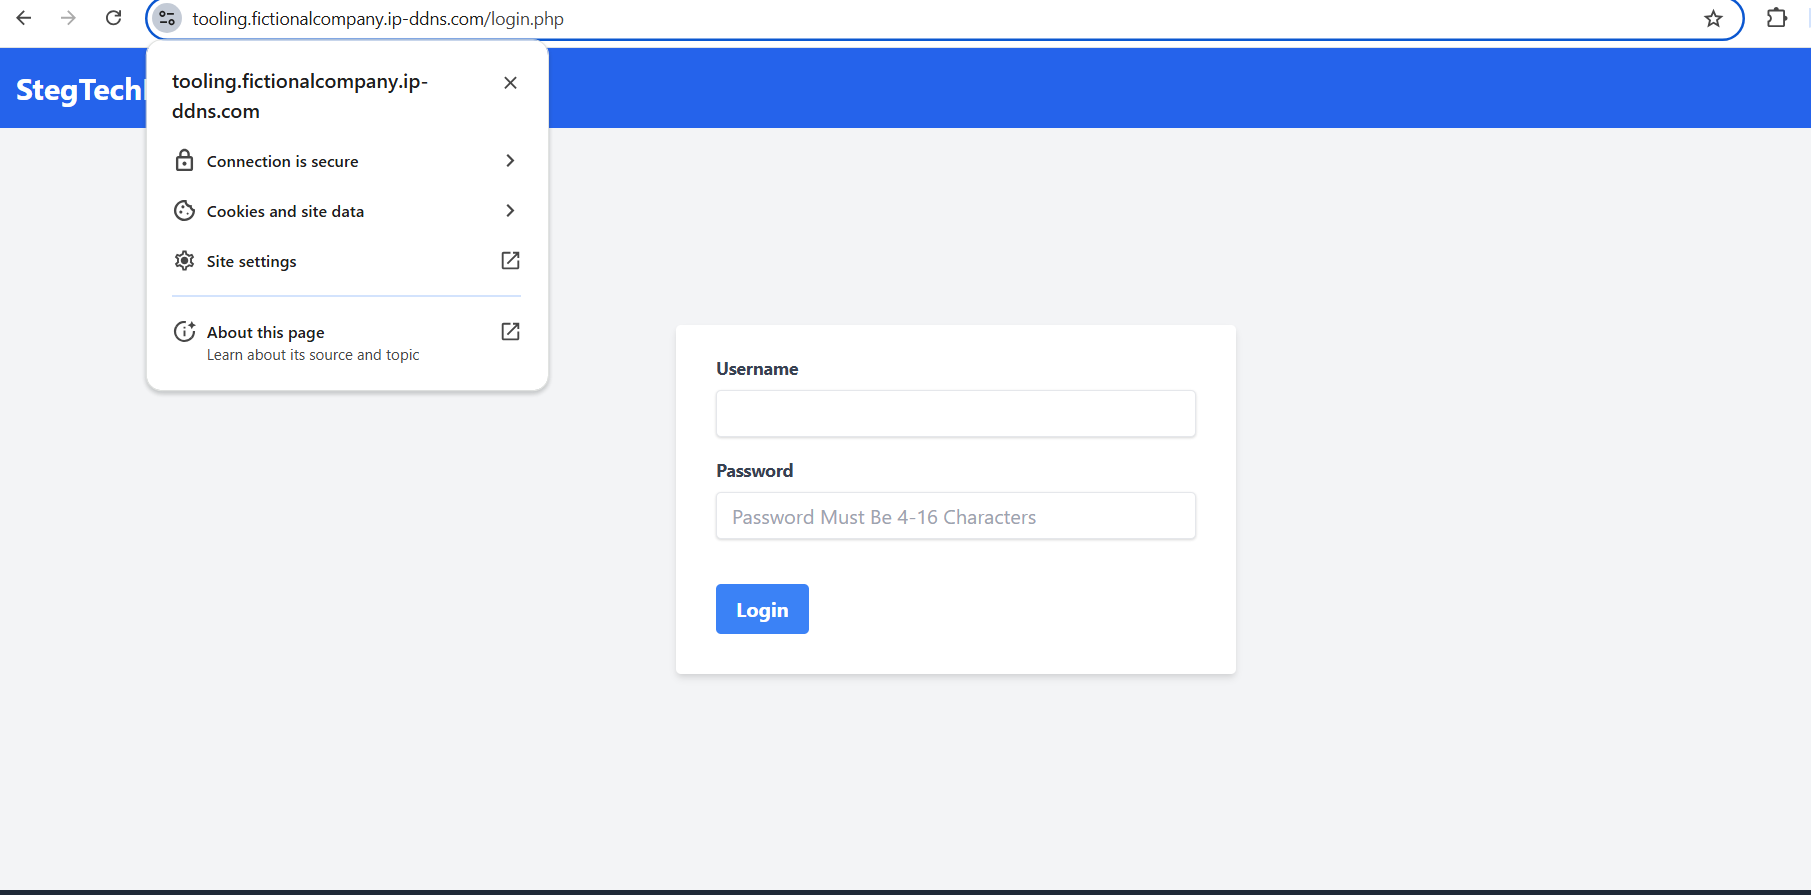 tooling.fictionalcompany.ip-ddns.com/login.php
tooling.fictionalcompany.ip-
ddns.com
StegTech
Connection is secure
Cookies and site data
Site settings
About this page
Learn about its source and topic
Username
Password
Password Must Be 4-16 Characters
Login